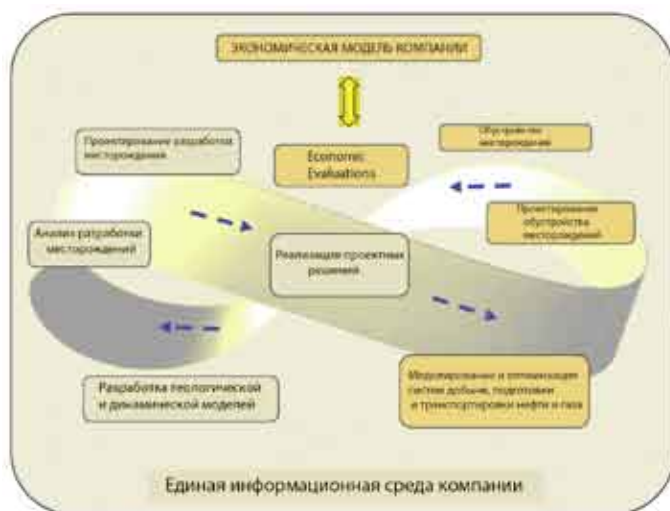 ЭКОНОМИЧЕСКАЯ МОДЕЛЬ КОМПАНИИ
Проектирование разработки
месторождения
Economic
Evaluations
Обустройство
месторождений
Анализ разработки
месторождений
Реализация проектных
решений
Проектирование
обустройства
месторождений
Разработка геологической
и динамической моделей
Моделирование и оптимизация
систем добычи, подготовки
и транспортировки нефти и газа
Единая информационная среда компании